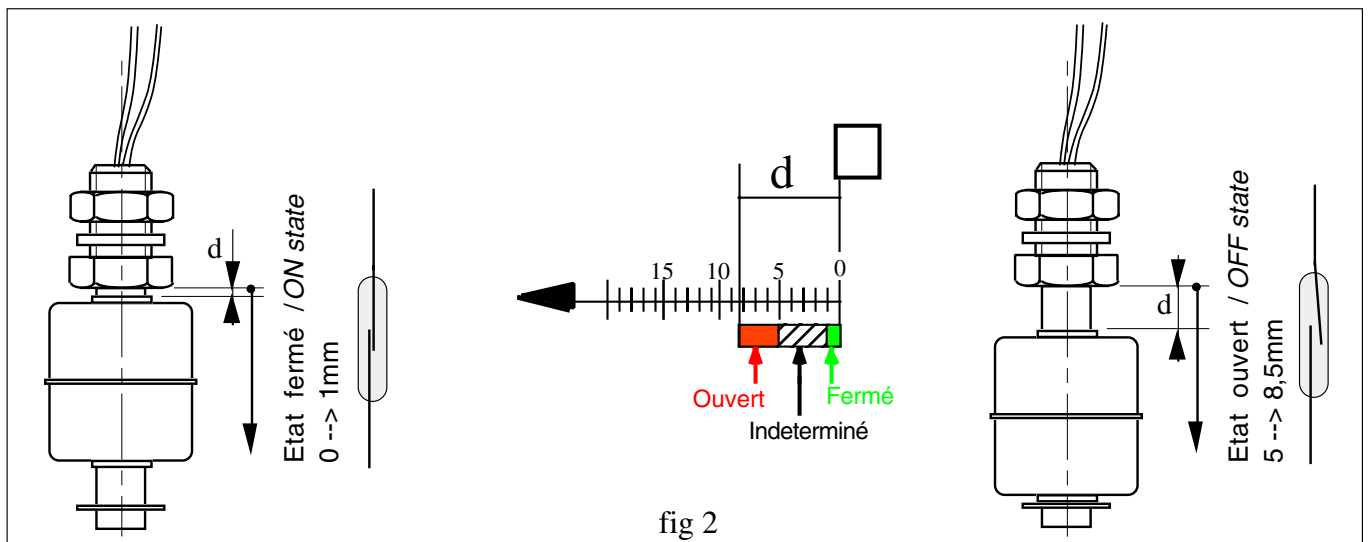 d
Etat fermé / ON state
0 --> 1mm
d
15 10 5 0
Ouvert
Fermé
Indeterminé
fig 2
d
Etat ouvert / OFF state
5 --> 8,5mm